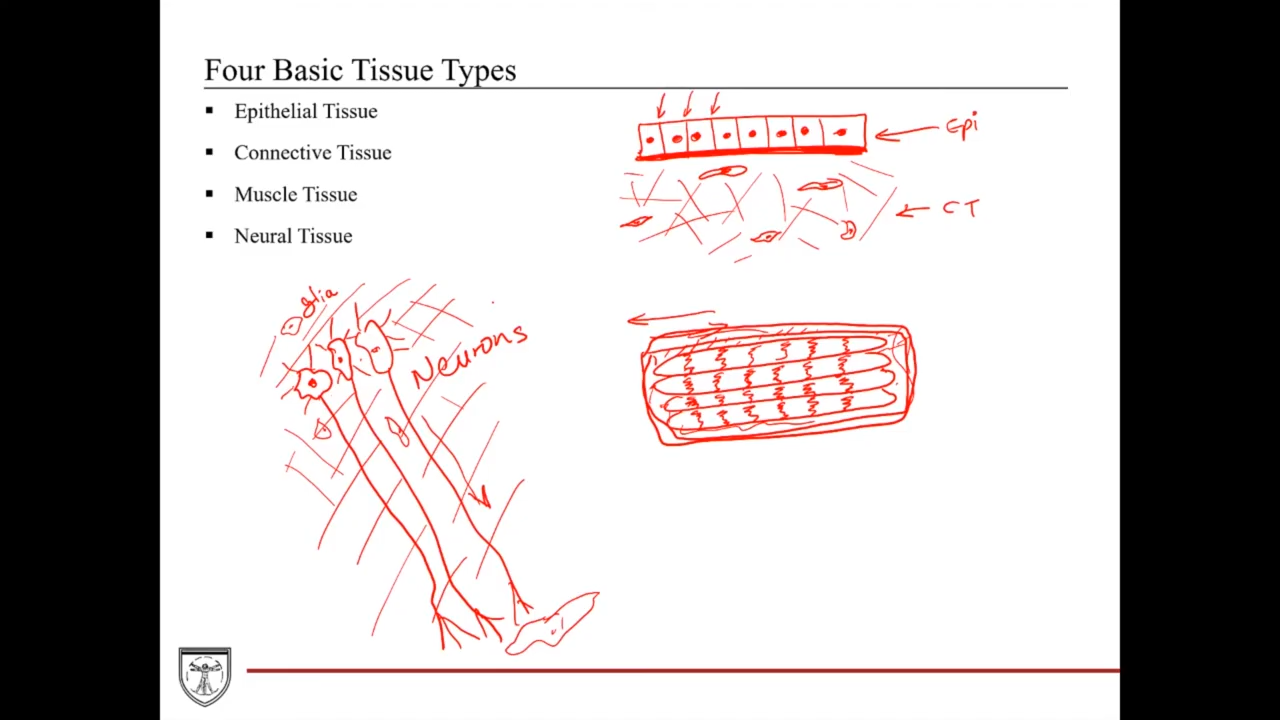 Four Basic Tissue Types
▪ Epithelial Tissue
▪ Connective Tissue
▪ Muscle Tissue
▪ Neural Tissue
Epi
CT
glia
Neurons